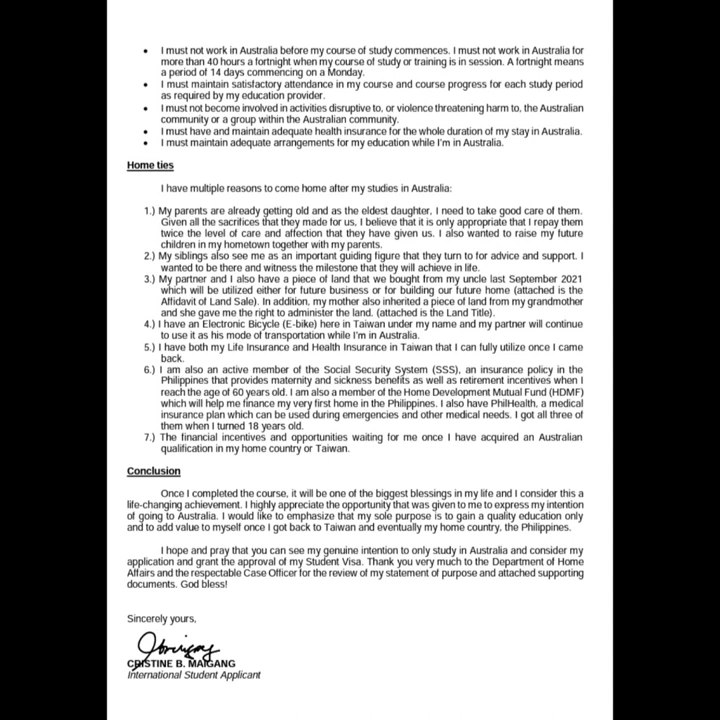 • I must not work in Australia before my course of study commences. I must not work in Australia for
more than 40 hours a fortnight when my course of study or training is in session. A fortnight means
a period of 14 days commencing on a Monday.
• I must maintain satisfactory attendance in my course and course progress for each study period
as required by my education provider.
• I must not become involved in activities disruptive to, or violence threatening harm to, the Australian
community or a group within the Australian community.
• I must have and maintain adequate health insurance for the whole duration of my stay in Australia.
• I must maintain adequate arrangements for my education while I'm in Australia.
Home ties
I have multiple reasons to come home after my studies in Australia:
1.) My parents are already getting old and as the eldest daughter, I need to take good care of them.
Given all the sacrifices that they made for us, I believe that it is only appropriate that I repay them
twice the level of care and affection that they have given us. I also wanted to raise my future
children in my hometown together with my parents.
2.) My siblings also see me as an important guiding figure that they turn to for advice and support. I
wanted to be there and witness the milestone that they will achieve in life.
3.) My partner and I also have a piece of land that we bought from my uncle last September 2021
which will be utilized either for future business or for building our future home (attached is the
Affidavit of Land Sale). In addition, my mother also inherited a piece of land from my grandmother
and she gave me the right to administer the land. (attached is the Land Title).
4.) I have an Electronic Bicycle (E-bike) here in Taiwan under my name and my partner will continue
to use it as his mode of transportation while I'm in Australia.
5.) I have both my Life Insurance and Health Insurance in Taiwan that I can fully utilize once I came
back.
6.) I am also an active member of the Social Security System (SSS), an insurance policy in the
Philippines that provides maternity and sickness benefits as well as retirement incentives when I
reach the age of 60 years old. I am also a member of the Home Development Mutual Fund (HDMF)
which will help me finance my very first home in the Philippines. I also have PhilHealth, a medical
insurance plan which can be used during emergencies and other medical needs. I got all three of
them when I turned 18 years old.
7.) The financial incentives and opportunities waiting for me once I have acquired an Australian
qualification in my home country or Taiwan.
Conclusion
Once I completed the course, it will be one of the biggest blessings in my life and I consider this a
life-changing achievement. I highly appreciate the opportunity that was given to me to express my intention
of going to Australia. I would like to emphasize that my sole purpose is to gain a quality education only
and to add value to myself once I got back to Taiwan and eventually my home country, the Philippines.
I hope and pray that you can see my genuine intention to only study in Australia and consider my
application and grant the approval of my Student Visa. Thank you very much to the Department of Home
Affairs and the respectable Case Officer for the review of my statement of purpose and attached supporting
documents. God bless!
Sincerely yours,
CRISTINE B. MAIGANG
International Student Applicant